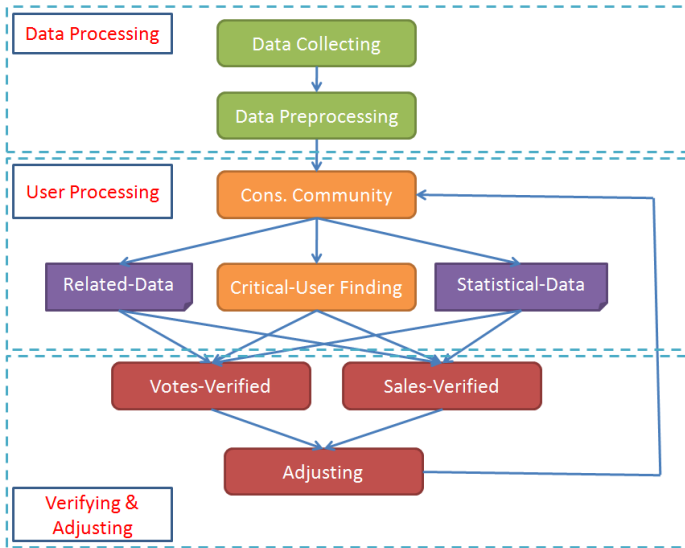 Data Processing
Data Collecting
Data Preprocessing
User Processing
Cons. Community
Related-Data
Critical-User Finding
Statistical-Data
Votes-Verified
Sales-Verified
Adjusting
Verifying &
Adjusting